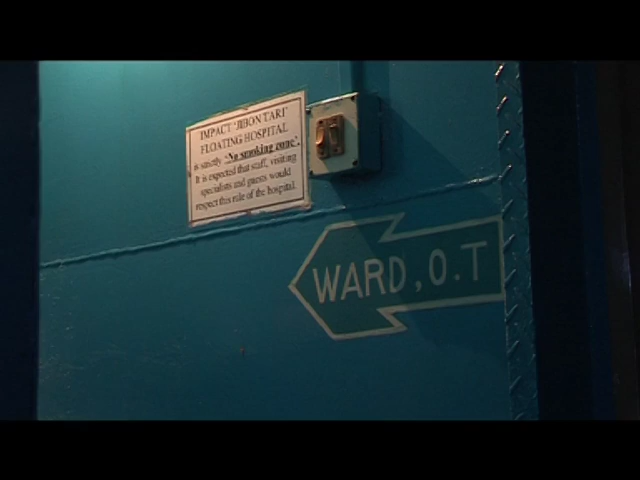 IMPACT 'JIBON TARI'
FLOATING HOSPITAL
is strictly 'No smoking zone'.
It is expected that staff, visiting
specialists and guests would
respect this rule of the hospital.
WARD, O.T